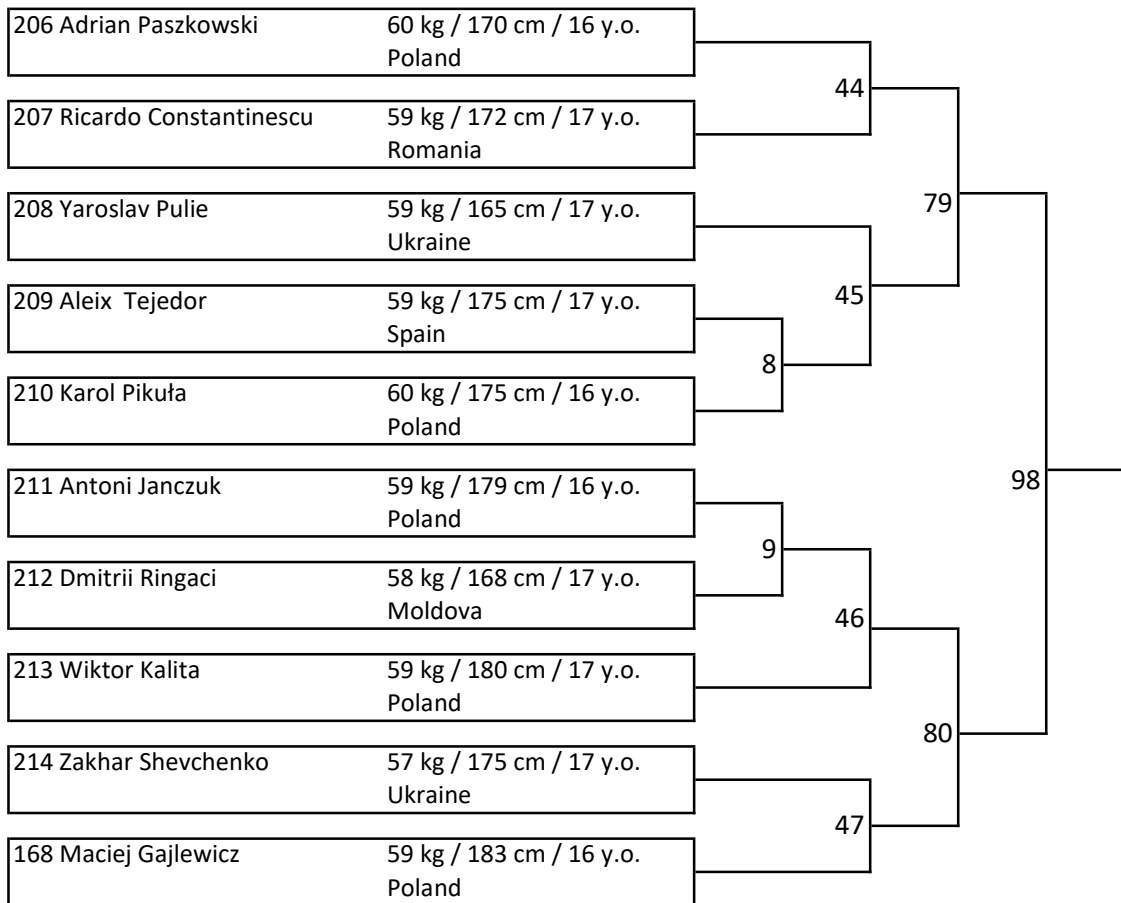 206 Adrian Paszkowski 60 kg / 170 cm / 16 y.o.
Poland
44
207 Ricardo Constantinescu 59 kg / 172 cm / 17 y.o.
Romania
208 Yaroslav Pulie 59 kg / 165 cm / 17 y.o.
79
Ukraine
209 Aleix  Tejedor 59 kg / 175 cm / 17 y.o.
45
Spain
8
210 Karol Pikuła 60 kg / 175 cm / 16 y.o.
Poland
211 Antoni Janczuk 59 kg / 179 cm / 16 y.o.
98
Poland
9
212 Dmitrii Ringaci 58 kg / 168 cm / 17 y.o.
Moldova
46
213 Wiktor Kalita 59 kg / 180 cm / 17 y.o.
Poland
80
214 Zakhar Shevchenko 57 kg / 175 cm / 17 y.o.
Ukraine
47
168 Maciej Gajlewicz 59 kg / 183 cm / 16 y.o.
Poland